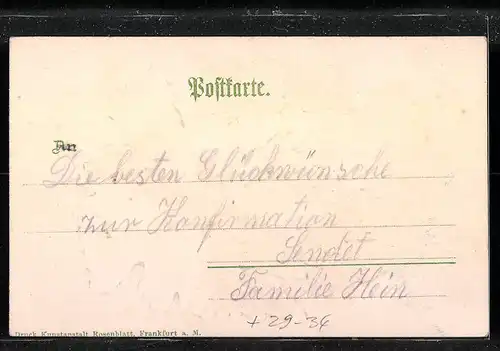 Postkarte.
An
Die besten Glückwünsche
zur Konfirmation
Sendet
Familie Hein
+ 29-34
Druck Kunstanstalt Rosenblatt, Frankfurt a. M.